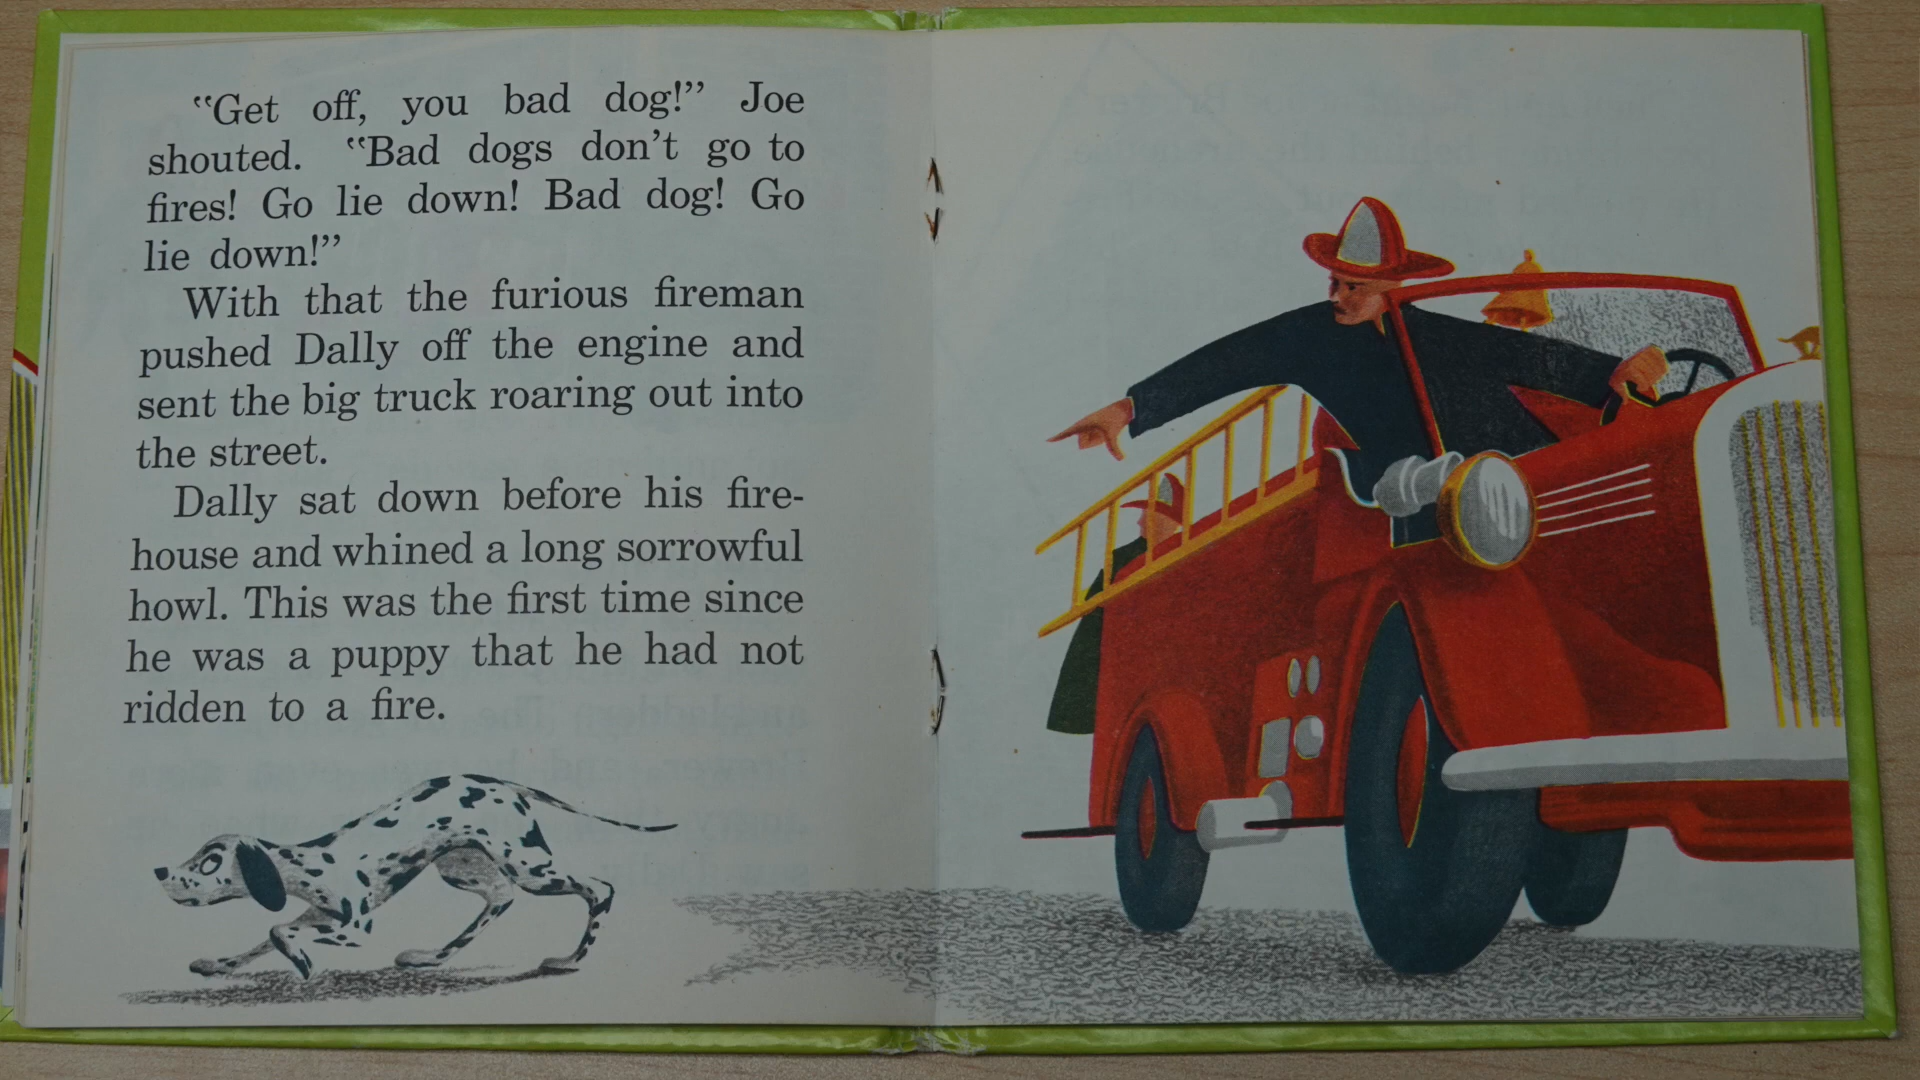 “Get off, you bad dog!” Joe
shouted. “Bad dogs don’t go to
fires! Go lie down! Bad dog! Go
lie down!”
With that the furious fireman
pushed Dally off the engine and
sent the big truck roaring out into
the street.
Dally sat down before his fire-
house and whined a long sorrowful
howl. This was the first time since
he was a puppy that he had not
ridden to a fire.